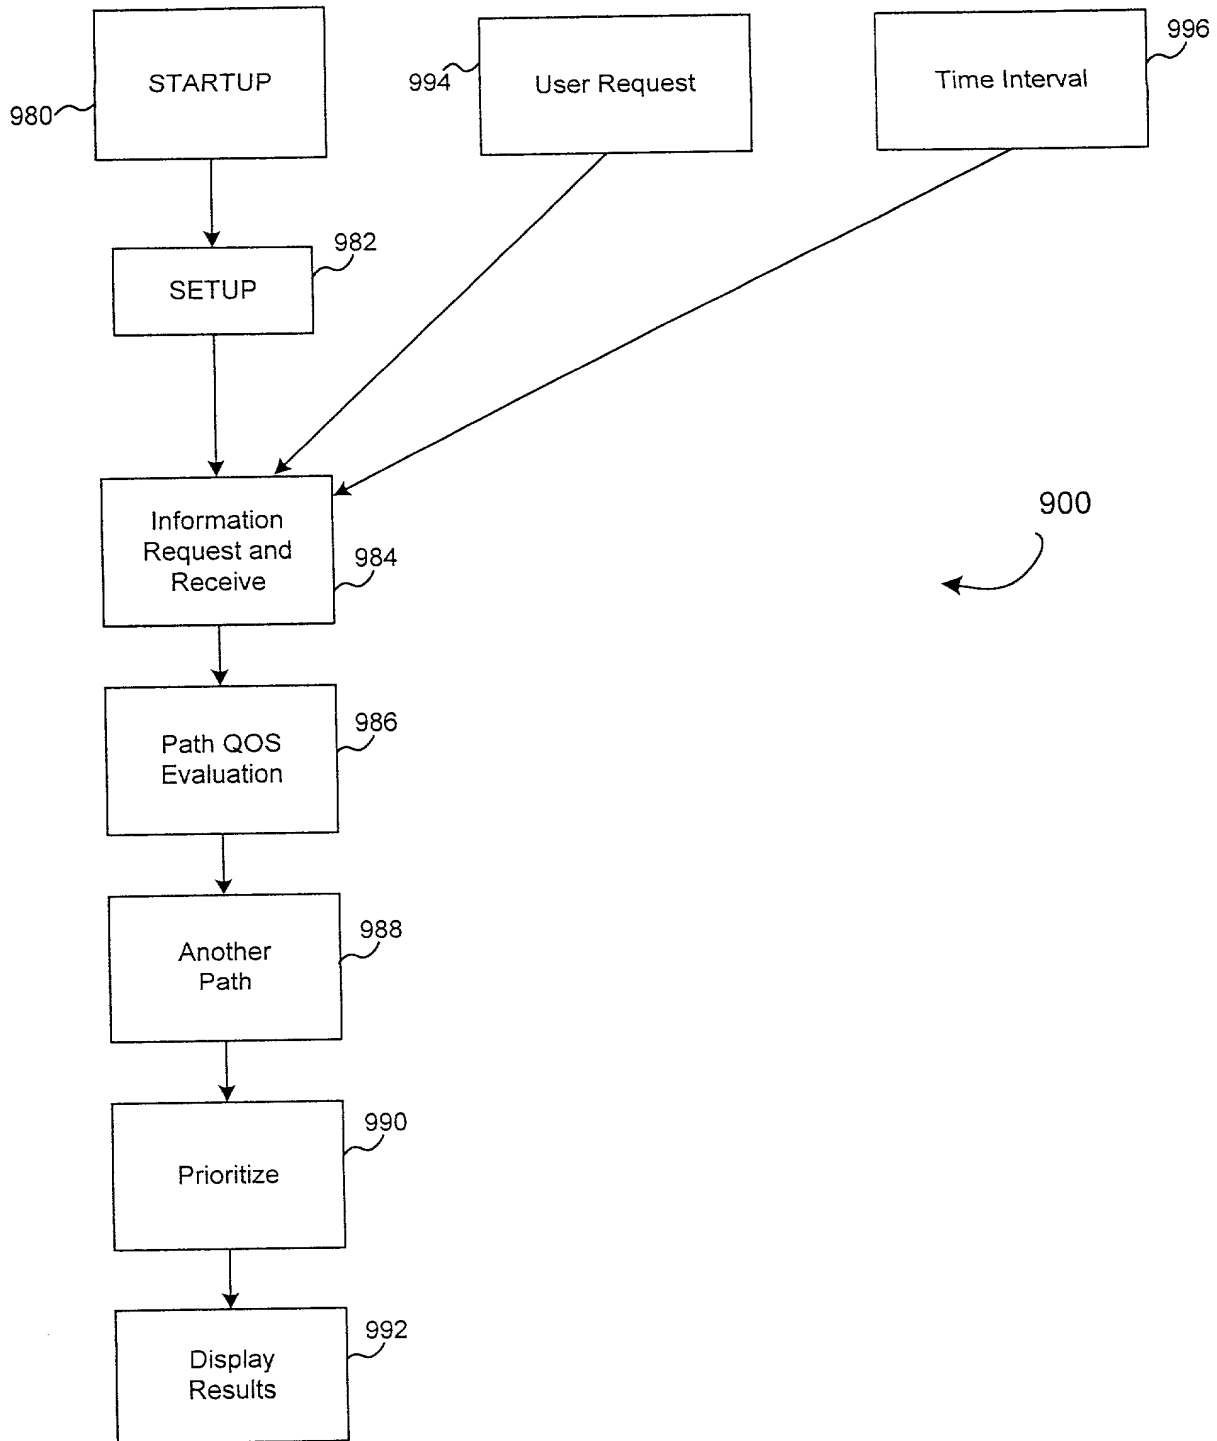 STARTUP
980
994
User Request
Time Interval
996
982
SETUP
Information
Request and
Receive
984
900
Path QOS
Evaluation
986
Another
Path
988
Prioritize
990
Display
Results
992